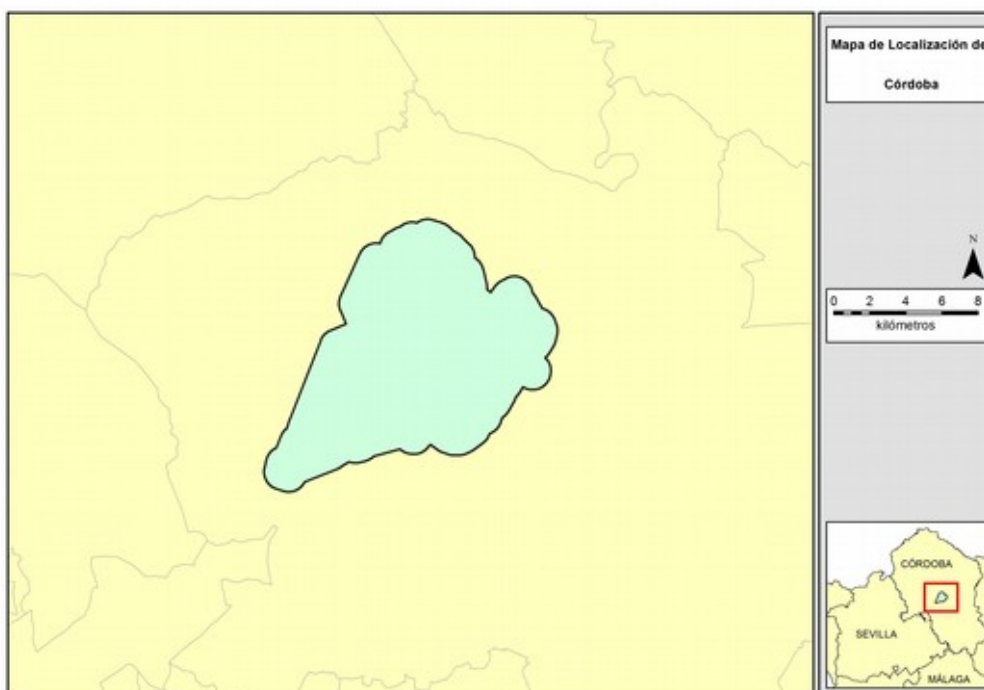 Mapa de Localización de
Córdoba
N
0 2 4 6 8
kilómetros
CÓRDOBA
SEVILLA
MÁLAGA